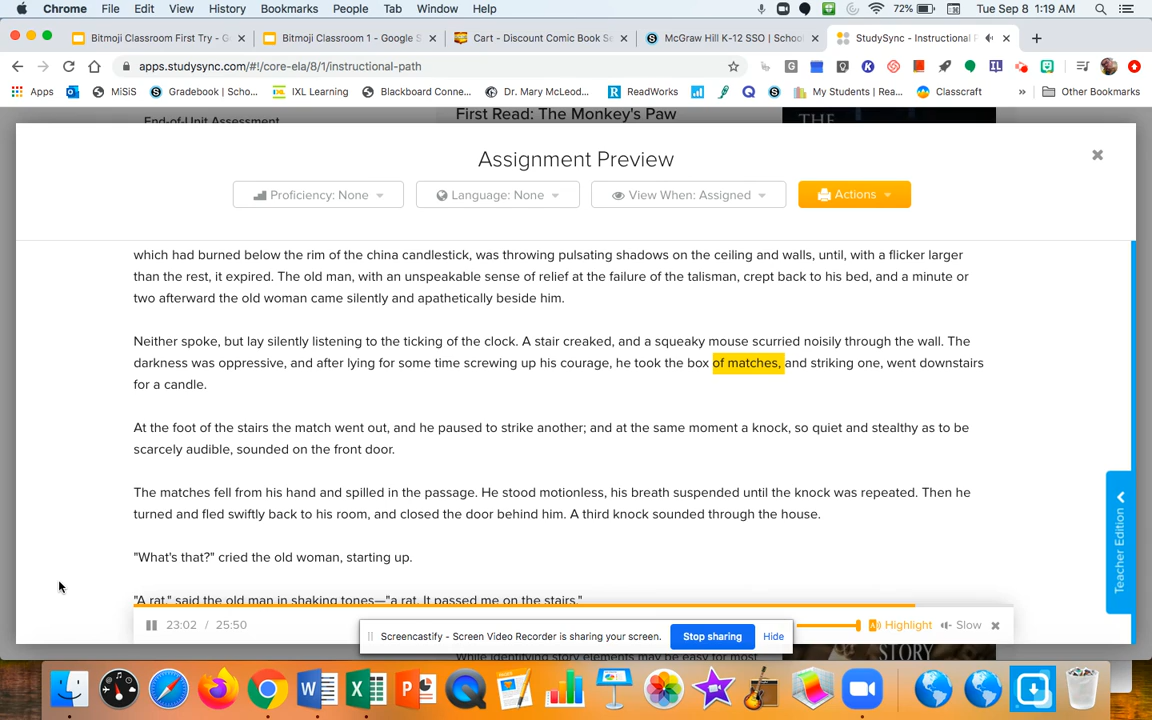 Chrome File Edit View History Bookmarks People Tab Window Help 72% Tue Sep 8 1:19 AM
Bitmoji Classroom First Try - G Bitmoji Classroom 1 - Google S Cart - Discount Comic Book Se McGraw Hill K-12 SSO | School StudySync - Instructional P
apps.studysync.com/#!/core-ela/8/1/instructional-path
Apps MiSiS Gradebook | Scho... IXL Learning Blackboard Conne... Dr. Mary McLeod... ReadWorks My Students | Rea... Classcraft » Other Bookmarks
End-of-Unit Assessment First Read: The Monkey's Paw THE
Assignment Preview
Proficiency: None Language: None View When: Assigned Actions
which had burned below the rim of the china candlestick, was throwing pulsating shadows on the ceiling and walls, until, with a flicker larger
than the rest, it expired. The old man, with an unspeakable sense of relief at the failure of the talisman, crept back to his bed, and a minute or
two afterward the old woman came silently and apathetically beside him.
Neither spoke, but lay silently listening to the ticking of the clock. A stair creaked, and a squeaky mouse scurried noisily through the wall. The
darkness was oppressive, and after lying for some time screwing up his courage, he took the box of matches, and striking one, went downstairs
for a candle.
At the foot of the stairs the match went out, and he paused to strike another; and at the same moment a knock, so quiet and stealthy as to be
scarcely audible, sounded on the front door.
The matches fell from his hand and spilled in the passage. He stood motionless, his breath suspended until the knock was repeated. Then he
turned and fled swiftly back to his room, and closed the door behind him. A third knock sounded through the house.
"What's that?" cried the old woman, starting up.
"A rat," said the old man in shaking tones—"a rat. It passed me on the stairs."
Teacher Edition
23:02 / 25:50 Highlight Slow
Screencastify - Screen Video Recorder is sharing your screen. Stop sharing Hide
While identifying story elements may be easy for most STORY